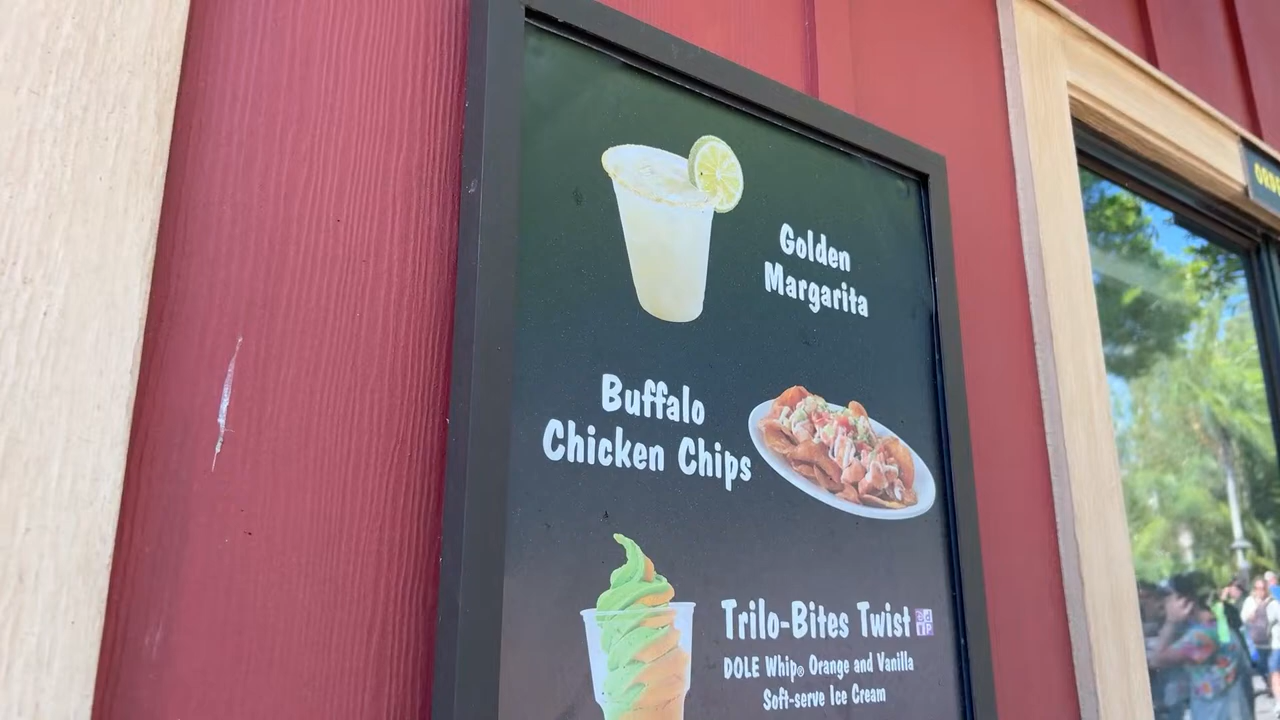 Golden
Margarita
Buffalo
Chicken Chips
Trilo-Bites Twist
DOLE Whip® Orange and Vanilla
Soft-serve Ice Cream